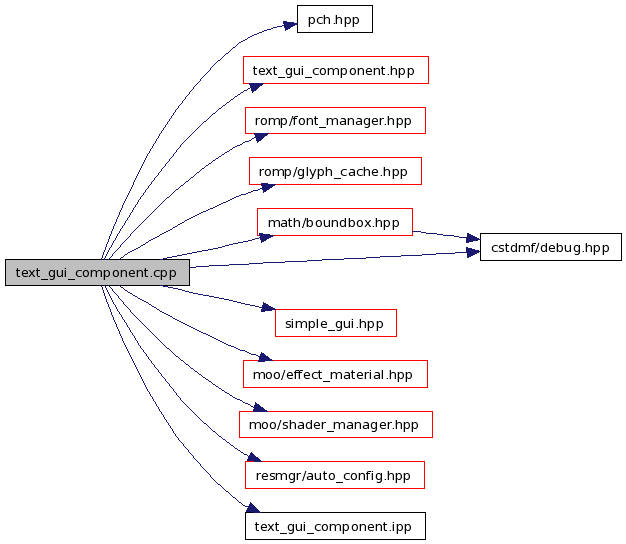 pch.hpp
text_gui_component.hpp
romp/font_manager.hpp
romp/glyph_cache.hpp
math/boundbox.hpp
cstdmf/debug.hpp
text_gui_component.cpp
simple_gui.hpp
moo/effect_material.hpp
moo/shader_manager.hpp
resmgr/auto_config.hpp
text_gui_component.ipp